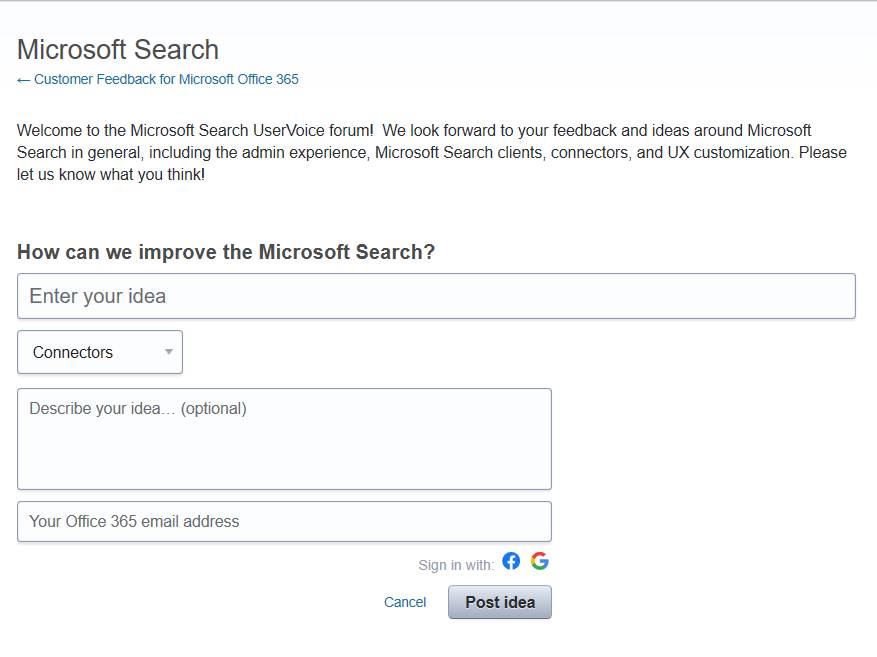 Microsoft Search
← Customer Feedback for Microsoft Office 365
Welcome to the Microsoft Search UserVoice forum!  We look forward to your feedback and ideas around Microsoft
Search in general, including the admin experience, Microsoft Search clients, connectors, and UX customization. Please
let us know what you think!
How can we improve the Microsoft Search?
Enter your idea
Connectors
Describe your idea… (optional)
Your Office 365 email address
Sign in with:
Cancel Post idea